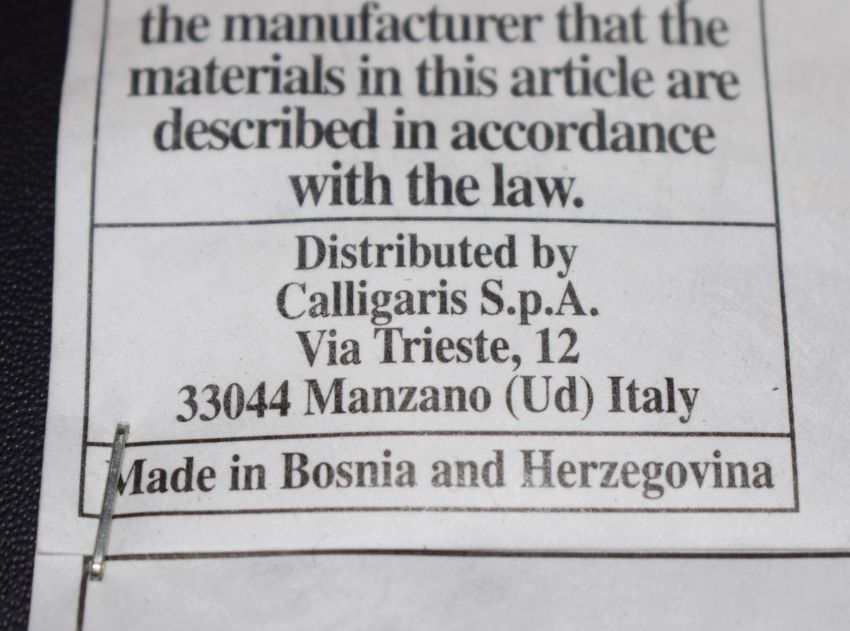 the manufacturer that the
materials in this article are
described in accordance
with the law.
Distributed by
Calligaris S.p.A.
Via Trieste, 12
33044 Manzano (Ud) Italy
Made in Bosnia and Herzegovina